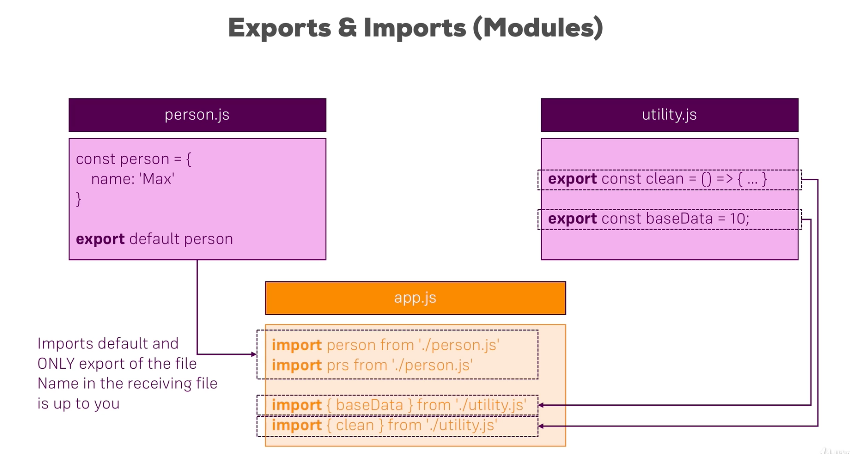 Exports & Imports (Modules)
person.js
const person = {
name: 'Max'
}
export default person
utility.js
export const clean = () => { ... }
export const baseData = 10;
app.js
import person from './person.js'
import prs from './person.js'
import { baseData } from './utility.js'
import { clean } from './utility.js'
Imports default and
ONLY export of the file
Name in the receiving file
is up to you